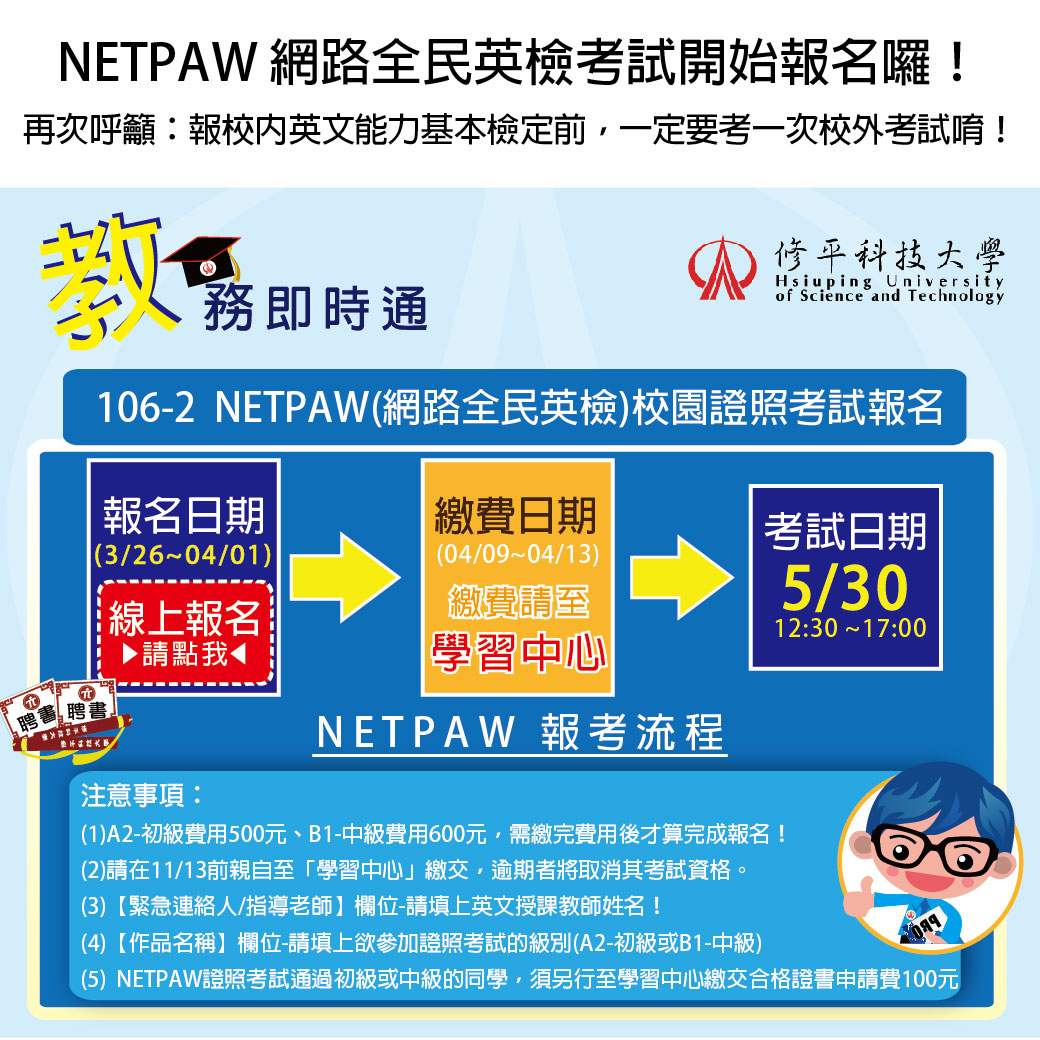 NETPAW 網路全民英檢考試開始報名囉！
再次呼籲：報校內英文能力基本檢定前，一定要考一次校外考試唷！
教務即時通
修平科技大學
Hsiuping University
of Science and Technology
106-2 NETPAW(網路全民英檢)校園證照考試報名
報名日期
(3/26~04/01)
線上報名
▶請點我◀
繳費日期
(04/09~04/13)
繳費請至
學習中心
考試日期
5/30
12:30 ~17:00
聘書
聘書
NETPAW 報考流程
注意事項：
(1)A2-初級費用500元、B1-中級費用600元，需繳完費用後才算完成報名！
(2)請在11/13前親自至「學習中心」繳交，逾期者將取消其考試資格。
(3)【緊急連絡人/指導老師】欄位-請填上英文授課教師姓名！
(4)【作品名稱】欄位-請填上欲參加證照考試的級別(A2-初級或B1-中級)
(5) NETPAW證照考試通過初級或中級的同學，須另行至學習中心繳交合格證書申請費100元
PRO